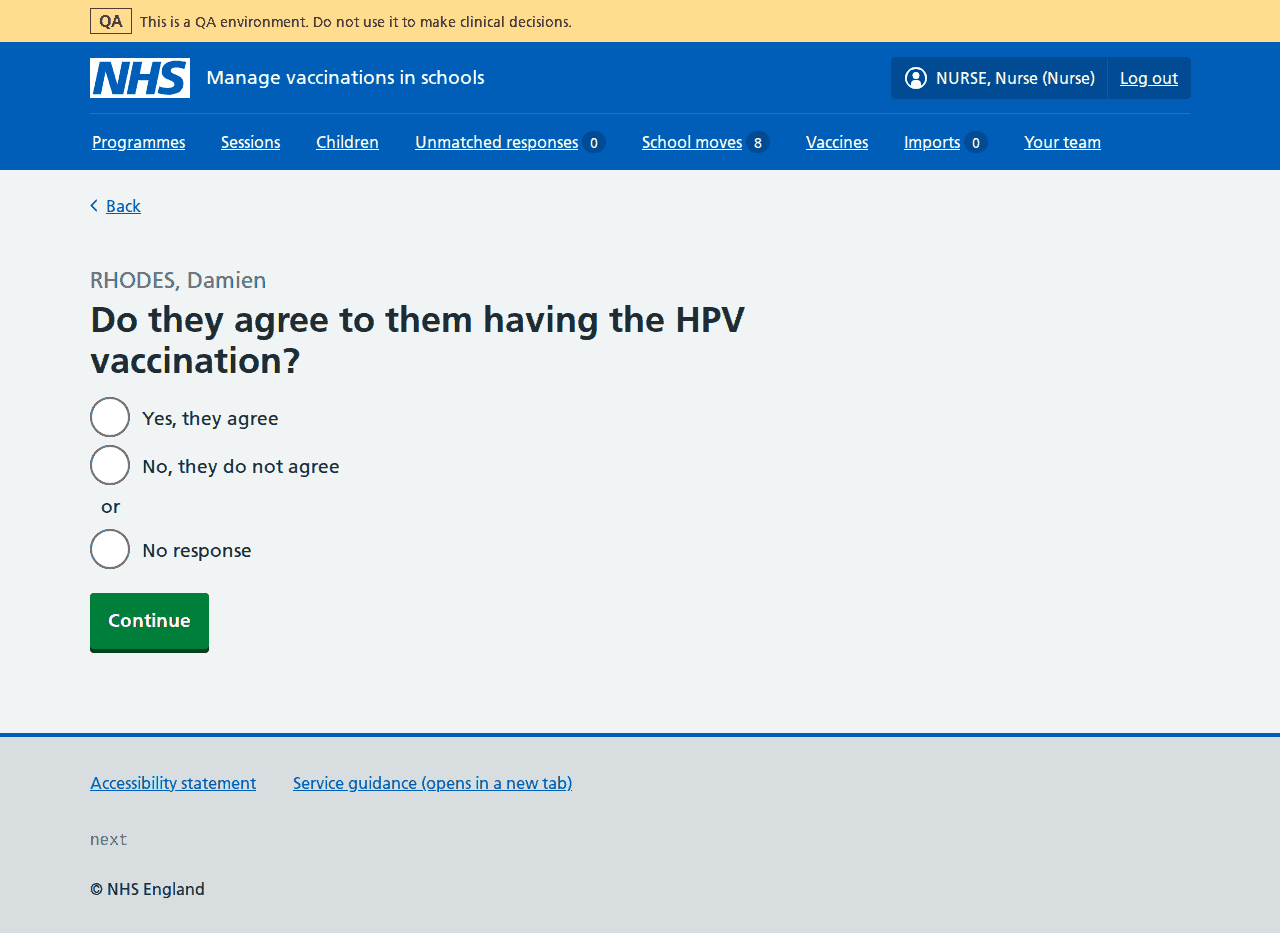 QA This is a QA environment. Do not use it to make clinical decisions.
NHS Manage vaccinations in schools NURSE, Nurse (Nurse) Log out
Programmes Sessions Children Unmatched responses 0 School moves 8 Vaccines Imports 0 Your team
Back
RHODES, Damien
Do they agree to them having the HPV
vaccination?
Yes, they agree
No, they do not agree
or
No response
Continue
Accessibility statement Service guidance (opens in a new tab)
next
© NHS England